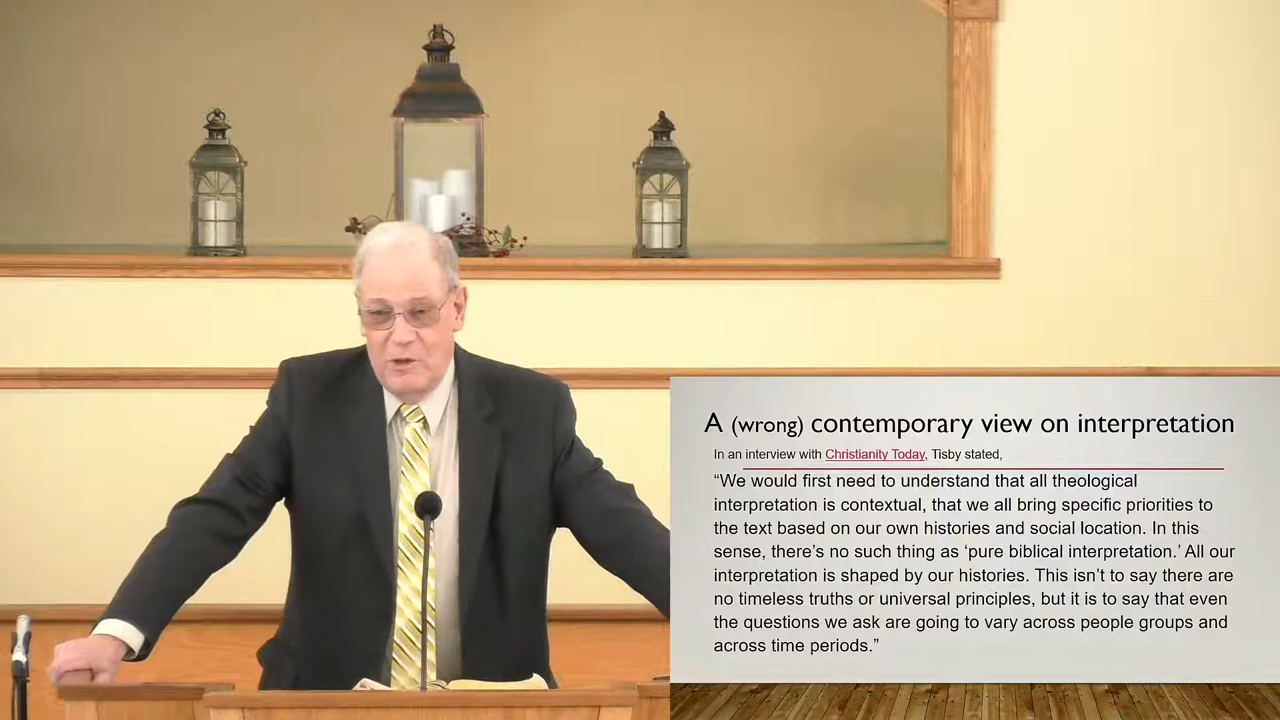 A (wrong) contemporary view on interpretation
In an interview with Christianity Today, Tisby stated,
“We would first need to understand that all theological
interpretation is contextual, that we all bring specific priorities to
the text based on our own histories and social location. In this
sense, there’s no such thing as ‘pure biblical interpretation.’ All our
interpretation is shaped by our histories. This isn’t to say there are
no timeless truths or universal principles, but it is to say that even
the questions we ask are going to vary across people groups and
across time periods.”